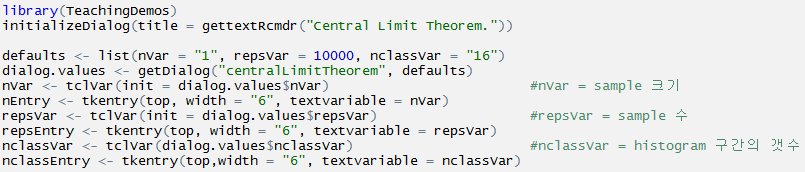 library(TeachingDemos)
initializeDialog(title = gettextRcmdr("Central Limit Theorem."))
defaults <- list(nVar = "1", repsVar = 10000, nclassVar = "16")
dialog.values <- getDialog("centralLimitTheorem", defaults)
nVar <- tclVar(init = dialog.values$nVar) #nVar = sample 크기
nEntry <- tkentry(top, width = "6", textvariable = nVar)
repsVar <- tclVar(init = dialog.values$repsVar) #repsVar = sample 수
repsEntry <- tkentry(top, width = "6", textvariable = repsVar)
nclassVar <- tclVar(dialog.values$nclassVar) #nclassVar = histogram 구간의 갯수
nclassEntry <- tkentry(top,width = "6", textvariable = nclassVar)